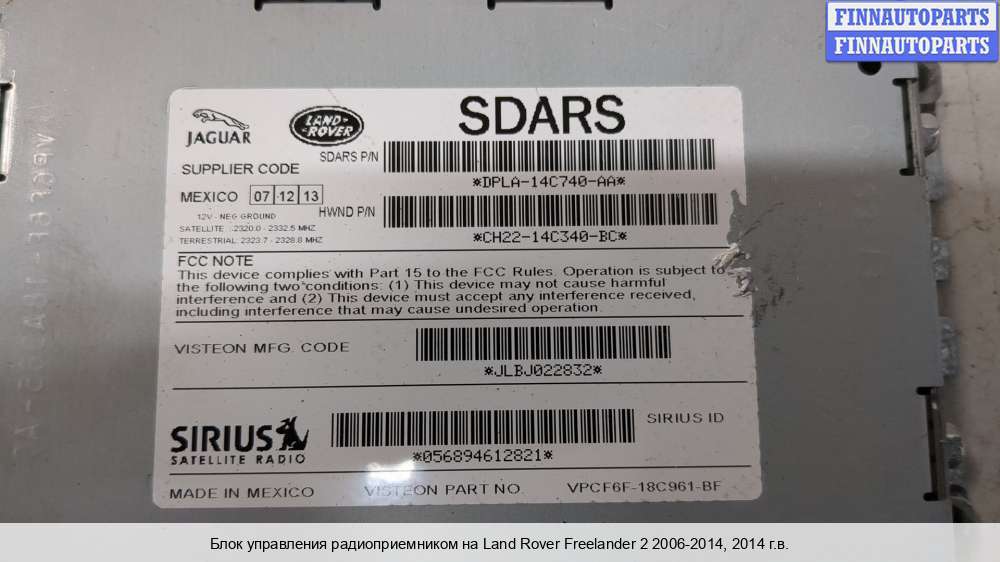 FINNAUTOPARTS
FINNAUTOPARTS
JAGUAR
LAND ROVER
SDARS
SUPPLIER CODE
SDARS P/N
*DPLA-14C740-AA*
MEXICO 07 12 13
HWND P/N
*CH22-14C340-BC*
12V - NEG GROUND
SATELLITE : 2320.0 - 2332.5 MHZ
TERRESTRIAL: 2323.7 - 2328.8 MHZ
FCC NOTE
This device complies with Part 15 to the FCC Rules. Operation is subject to
the following two conditions: (1) This device may not cause harmful
interference and (2) This device must accept any interference received,
including interference that may cause undesired operation.
VISTEON MFG. CODE
*JLBJ022832*
SIRIUS
SATELLITE RADIO
SIRIUS ID
*056894612821*
MADE IN MEXICO VISTEON PART NO. VPCF6F-18C961-BF
Блок управления радиоприемником на Land Rover Freelander 2 2006-2014, 2014 г.в.